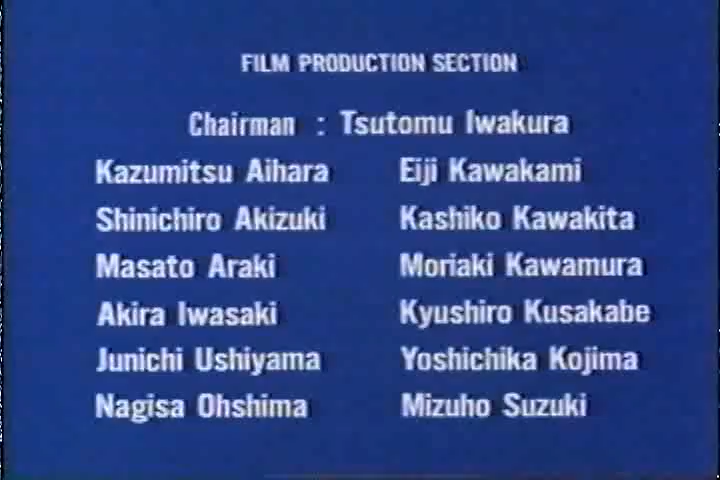 FILM PRODUCTION SECTION
Chairman : Tsutomu Iwakura
Kazumitsu Aihara Eiji Kawakami
Shinichiro Akizuki Kashiko Kawakita
Masato Araki Moriaki Kawamura
Akira Iwasaki Kyushiro Kusakabe
Junichi Ushiyama Yoshichika Kojima
Nagisa Ohshima Mizuho Suzuki